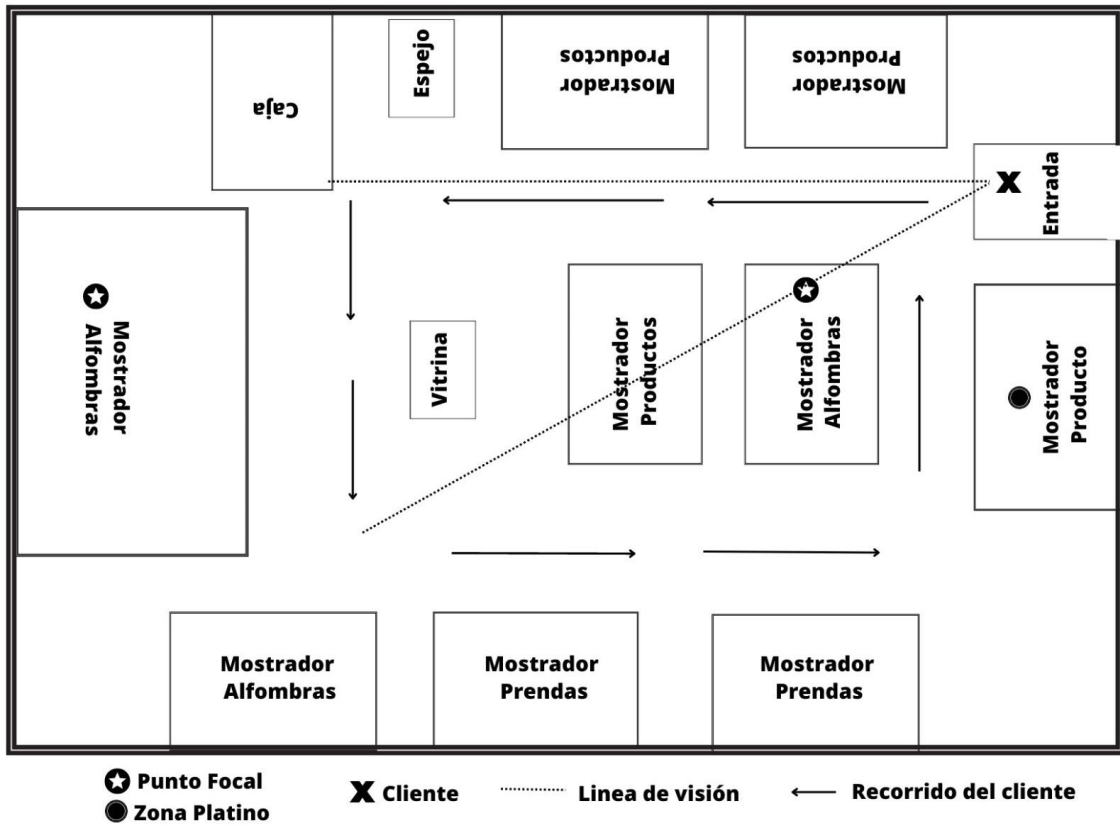 Caja
Espejo
Mostrador
Productos
Mostrador
Productos
Entrada
Mostrador
Alfombras
Vitrina
Mostrador
Productos
Mostrador
Alfombras
Mostrador
Producto
Mostrador
Alfombras
Mostrador
Prendas
Mostrador
Prendas
Punto Focal
Zona Platino
X Cliente
Linea de visión
Recorrido del cliente